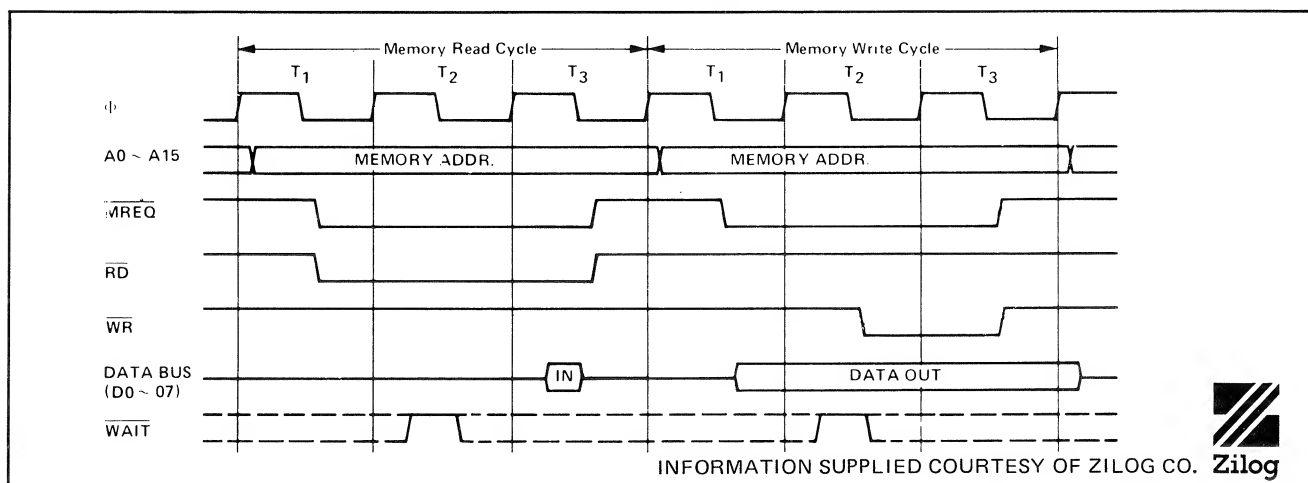 Memory Read Cycle Memory Write Cycle
T1 T2 T3 T1 T2 T3
Φ
A0 ~ A15 MEMORY ADDR. MEMORY ADDR.
MREQ
RD
WR
DATA BUS IN DATA OUT
(D0 ~ 07)
WAIT
INFORMATION SUPPLIED COURTESY OF ZILOG CO. Zilog